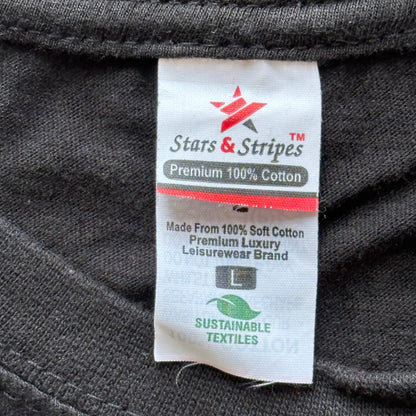 Stars & Stripes™
Premium 100% Cotton
Made From 100% Soft Cotton
Premium Luxury
Leisurewear Brand
L
SUSTAINABLE
TEXTILES